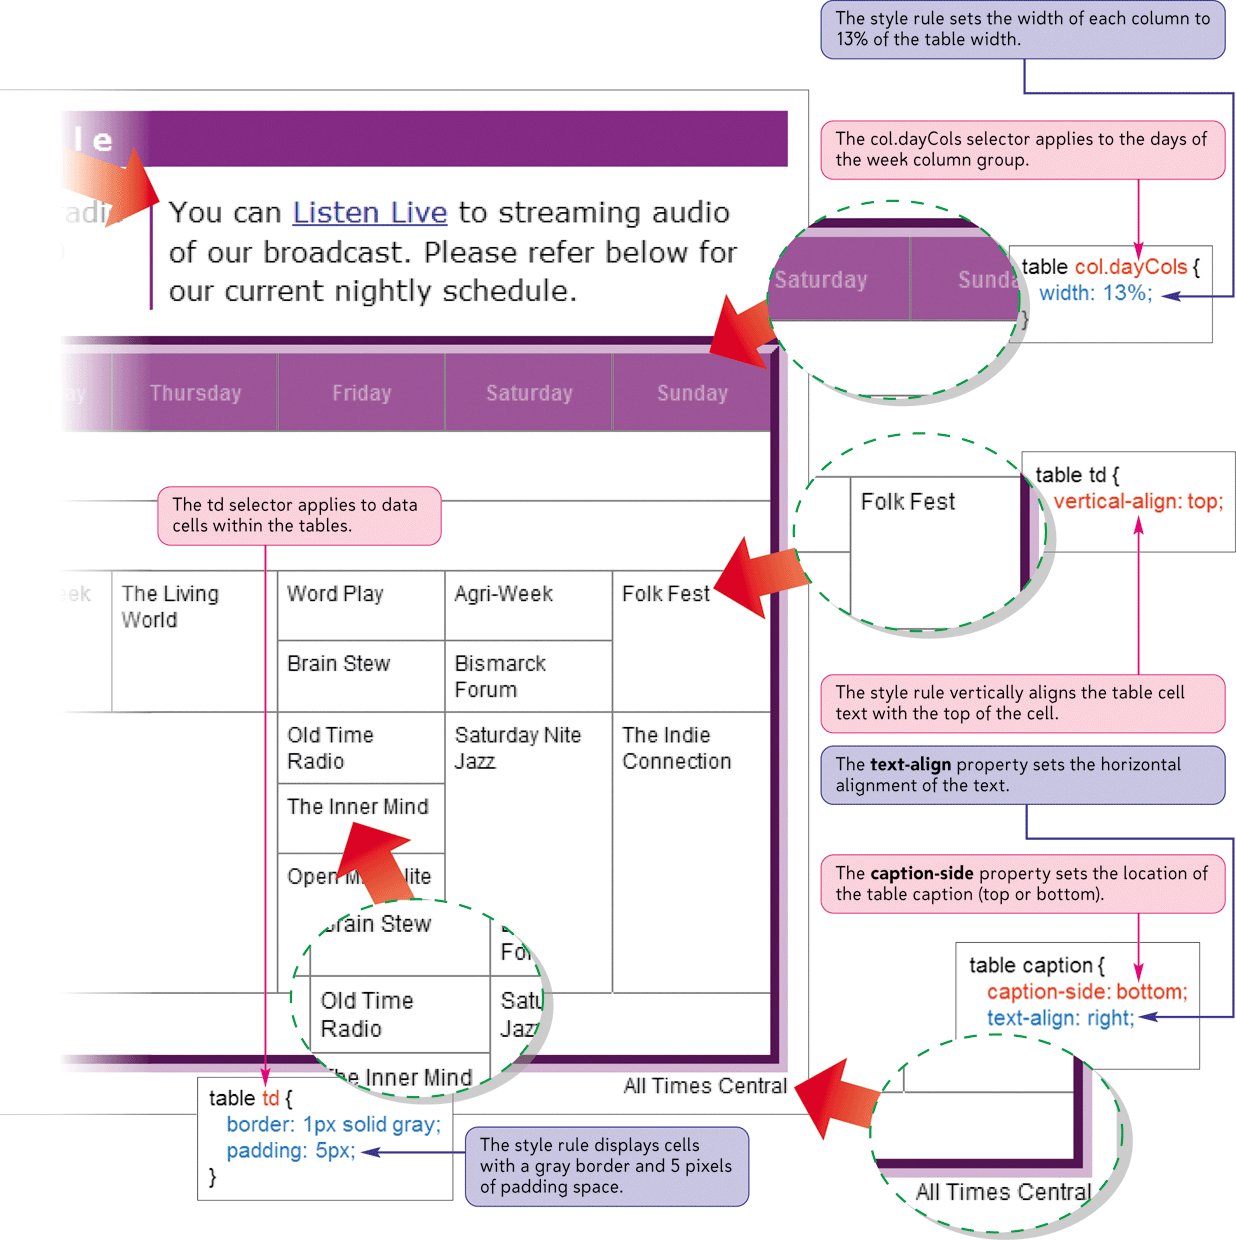 The style rule sets the width of each column to
13% of the table width.
The col.dayCols selector applies to the days of
the week column group.
l e
You can Listen Live to streaming audio
of our broadcast. Please refer below for
our current nightly schedule.
Saturday
table col.dayCols {
width: 13%;
}
Thursday Friday Saturday Sunday
The td selector applies to data
cells within the tables.
Folk Fest
table td {
vertical-align: top;
The Living
World
Word Play
Agri-Week
Folk Fest
Brain Stew
Bismarck
Forum
The style rule vertically aligns the table cell
text with the top of the cell.
Old Time
Radio
Saturday Nite
Jazz
The Indie
Connection
The text-align property sets the horizontal
alignment of the text.
The Inner Mind
Open
The caption-side property sets the location of
the table caption (top or bottom).
Brain Stew
Old Time
Radio
The Inner Mind
table caption {
caption-side: bottom;
text-align: right;
All Times Central
table td {
border: 1px solid gray;
padding: 5px;
}
The style rule displays cells
with a gray border and 5 pixels
of padding space.
All Times Central